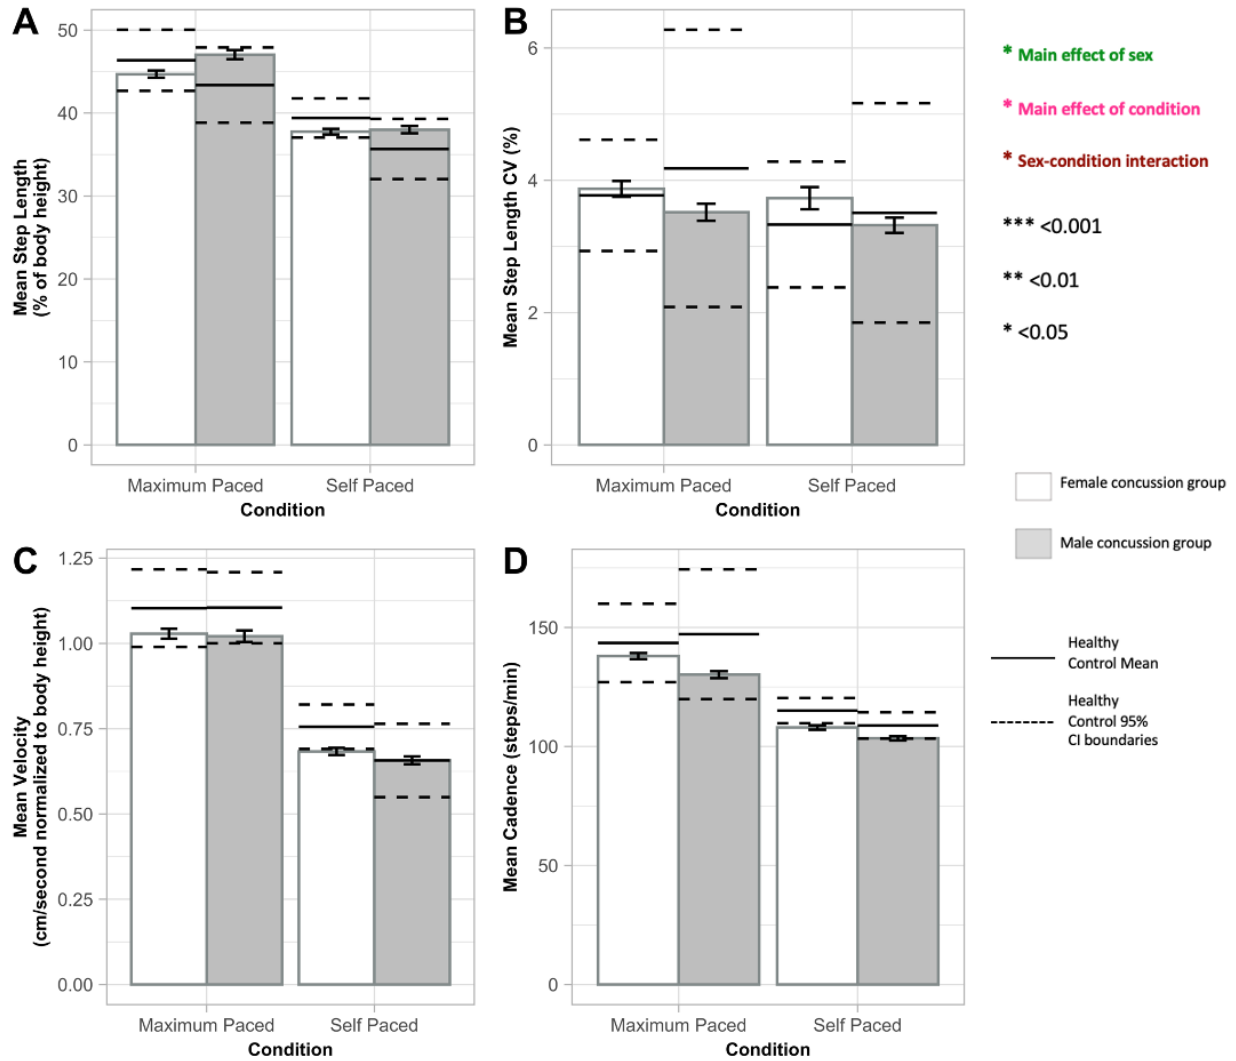 A
50
40
30
20
10
0
Mean Step Length
(% of body height)
Maximum Paced
Self Paced
Condition
B
6
4
2
0
Mean Step Length CV (%)
Maximum Paced
Self Paced
Condition
* Main effect of sex
* Main effect of condition
* Sex-condition interaction
*** <0.001
** <0.01
* <0.05
Female concussion group
Male concussion group
C
1.25
1.00
0.75
0.50
0.25
0.00
Mean Velocity
(cm/second normalized to body height)
Maximum Paced
Self Paced
Condition
D
150
100
50
0
Mean Cadence (steps/min)
Maximum Paced
Self Paced
Condition
Healthy
Control Mean
Healthy
Control 95%
CI boundaries